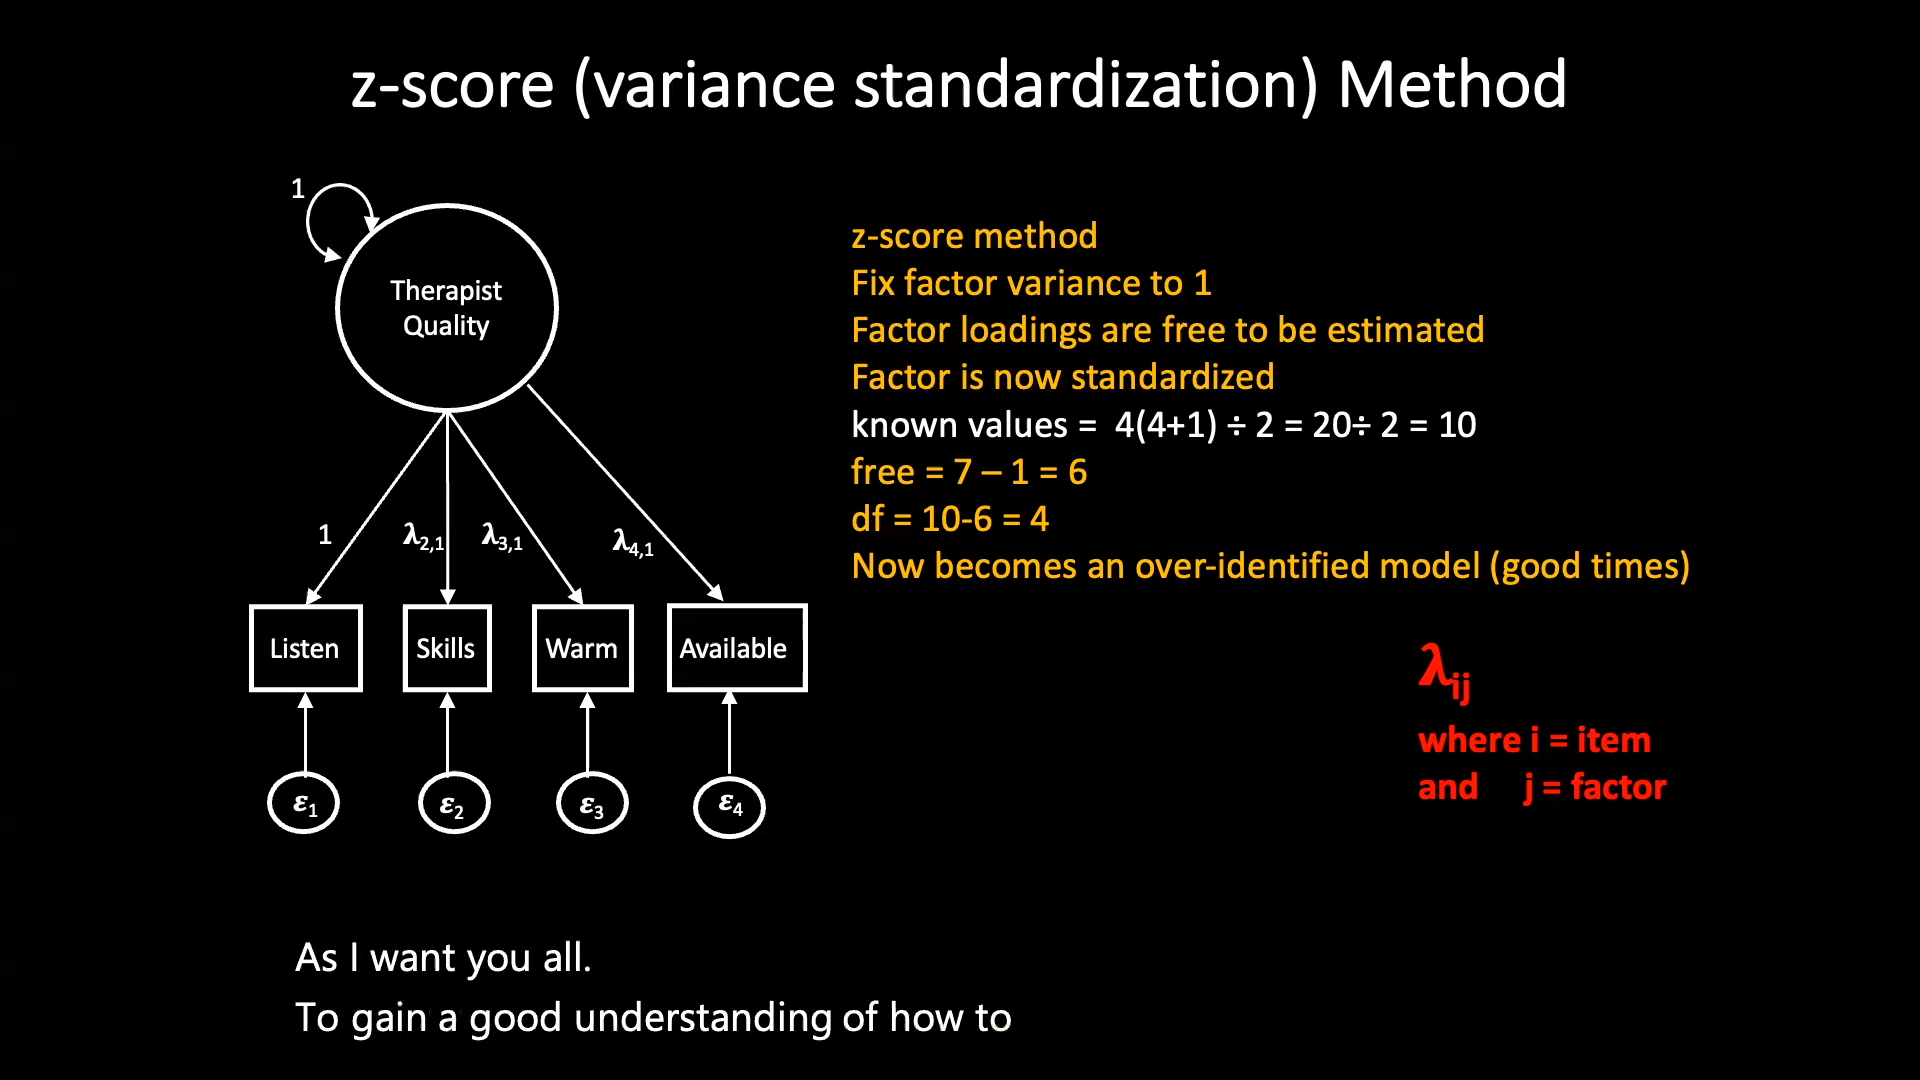 z-score (variance standardization) Method
1
Therapist
Quality
z-score method
Fix factor variance to 1
Factor loadings are free to be estimated
Factor is now standardized
known values = 4(4+1) ÷ 2 = 20÷ 2 = 10
free = 7 – 1 = 6
df = 10-6 = 4
Now becomes an over-identified model (good times)
1 λ2,1 λ3,1 λ4,1
Listen Skills Warm Available
λij
where i = item
and j = factor
ε1 ε2 ε3 ε4
As I want you all.
To gain a good understanding of how to